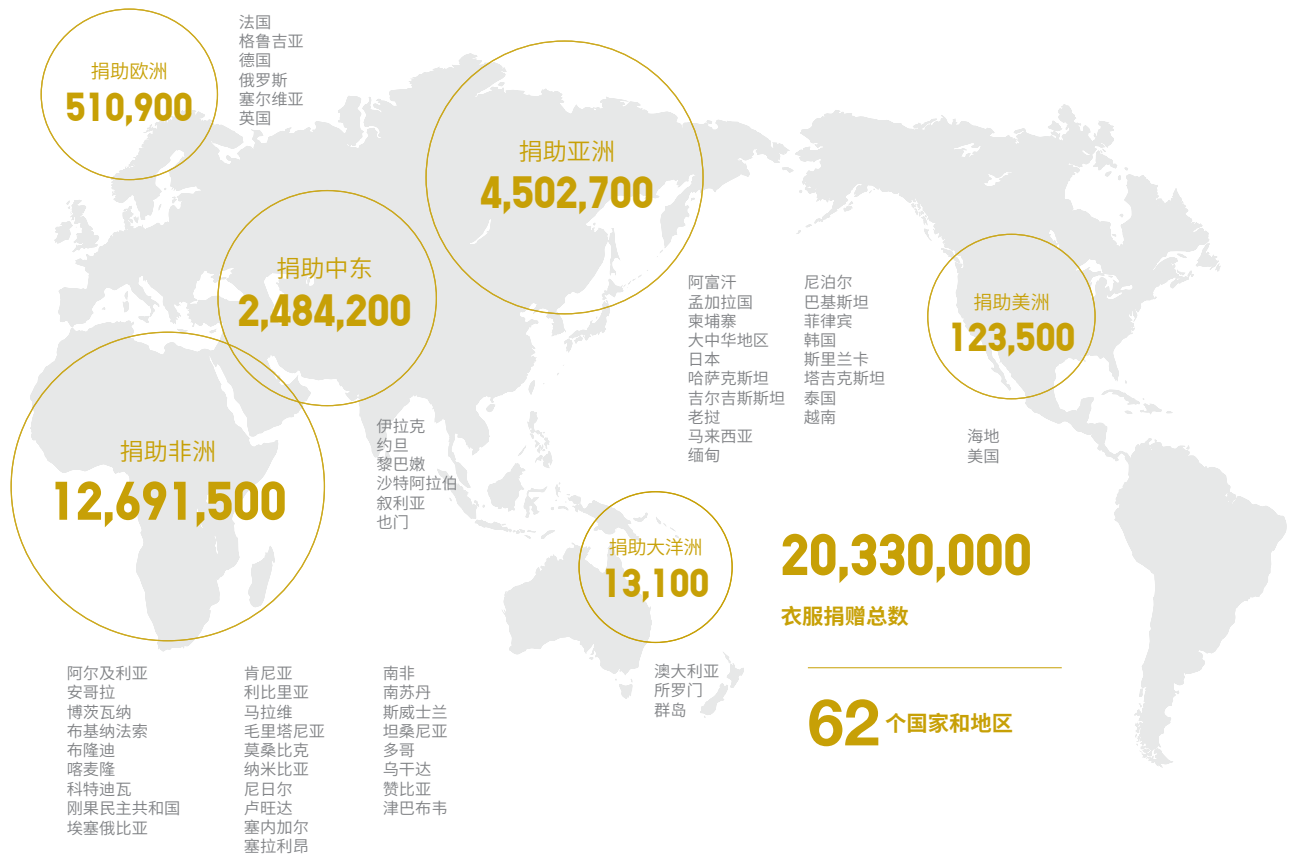 捐助欧洲
510,900
法国
格鲁吉亚
德国
俄罗斯
塞尔维亚
英国
捐助亚洲
4,502,700
阿富汗
孟加拉国
柬埔寨
大中华地区
日本
哈萨克斯坦
吉尔吉斯斯坦
老挝
马来西亚
缅甸
尼泊尔
巴基斯坦
菲律宾
韩国
斯里兰卡
塔吉克斯坦
泰国
越南
捐助中东
2,484,200
伊拉克
约旦
黎巴嫩
沙特阿拉伯
叙利亚
也门
捐助美洲
123,500
海地
美国
捐助非洲
12,691,500
阿尔及利亚
安哥拉
博茨瓦纳
布基纳法索
布隆迪
喀麦隆
科特迪瓦
刚果民主共和国
埃塞俄比亚
肯尼亚
利比里亚
马拉维
毛里塔尼亚
莫桑比克
纳米比亚
尼日尔
卢旺达
塞内加尔
塞拉利昂
南非
南苏丹
斯威士兰
坦桑尼亚
多哥
乌干达
赞比亚
津巴布韦
捐助大洋洲
13,100
澳大利亚
所罗门
群岛
20,330,000
衣服捐赠总数
62 个国家和地区